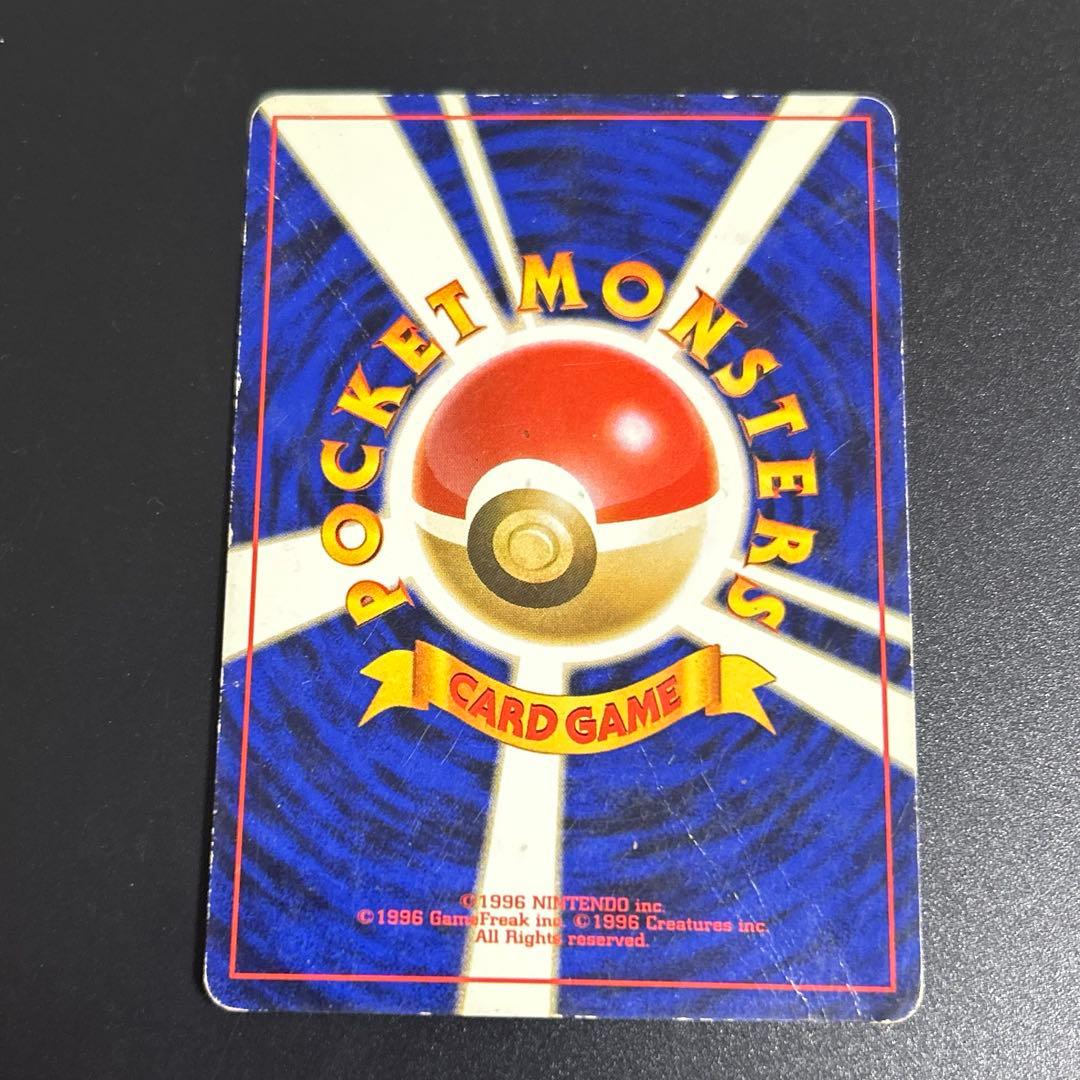 POCKET MONSTERS
CARD GAME
©1996 NINTENDO inc.
©1996 GameFreak inc. ©1996 Creatures inc.
All Rights reserved.